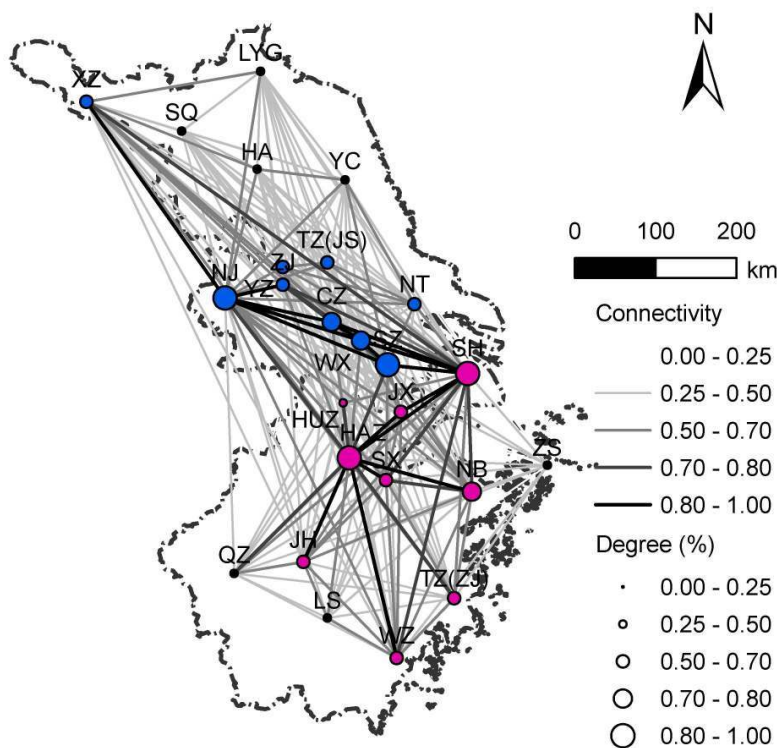 N
LYG
XZ
SQ
HA
YC
TZ(JS)
ZJ
NJ
YZ
NT
CZ
SZ
WX
SH
JX
HUZ
HAZ
SX
NB
ZS
JH
QZ
TZ(ZJ)
LS
WZ
0 100 200
km
Connectivity
0.00 - 0.25
0.25 - 0.50
0.50 - 0.70
0.70 - 0.80
0.80 - 1.00
Degree (%)
0.00 - 0.25
0.25 - 0.50
0.50 - 0.70
0.70 - 0.80
0.80 - 1.00